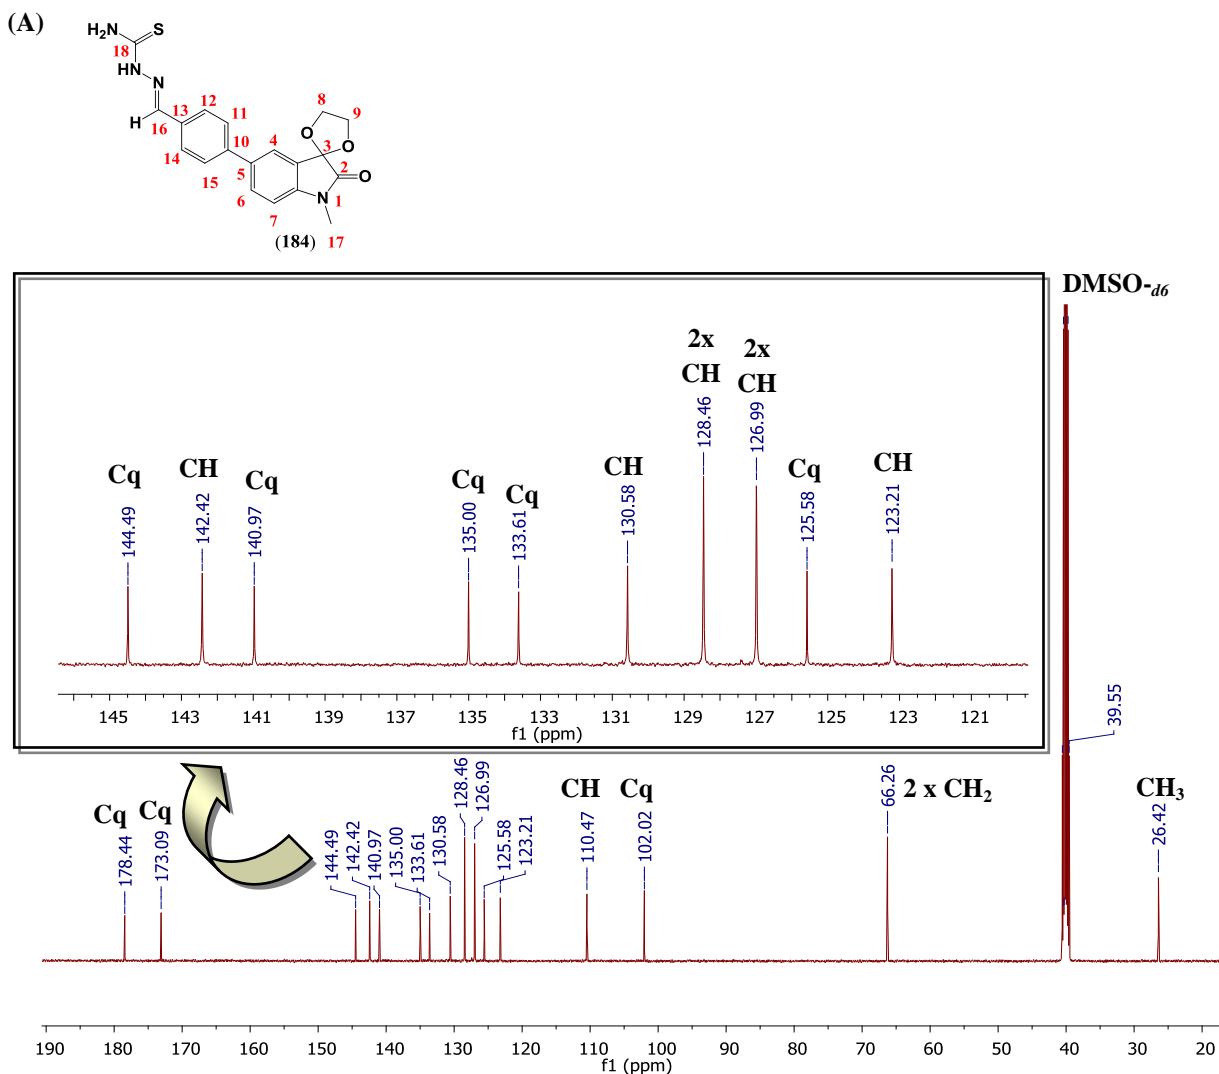 (A)
H₂N
S
18
HN
N
H
16
13
12
11
14
15
10
5
4
6
7
8
9
O
O
3
2
O
N
1
(184)
17
DMSO-d6
2x
CH
2x
CH
Cq
CH
Cq
Cq
Cq
CH
Cq
CH
144.49
142.42
140.97
135.00
133.61
130.58
128.46
126.99
125.58
123.21
145 143 141 139 137 135 133 131 129 127 125 123 121
f1 (ppm)
39.55
Cq
Cq
CH
Cq
2 x CH₂
CH₃
178.44
173.09
144.49
142.42
140.97
135.00
133.61
130.58
128.46
126.99
125.58
123.21
110.47
102.02
66.26
26.42
190 180 170 160 150 140 130 120 110 100 90 80 70 60 50 40 30 20
f1 (ppm)